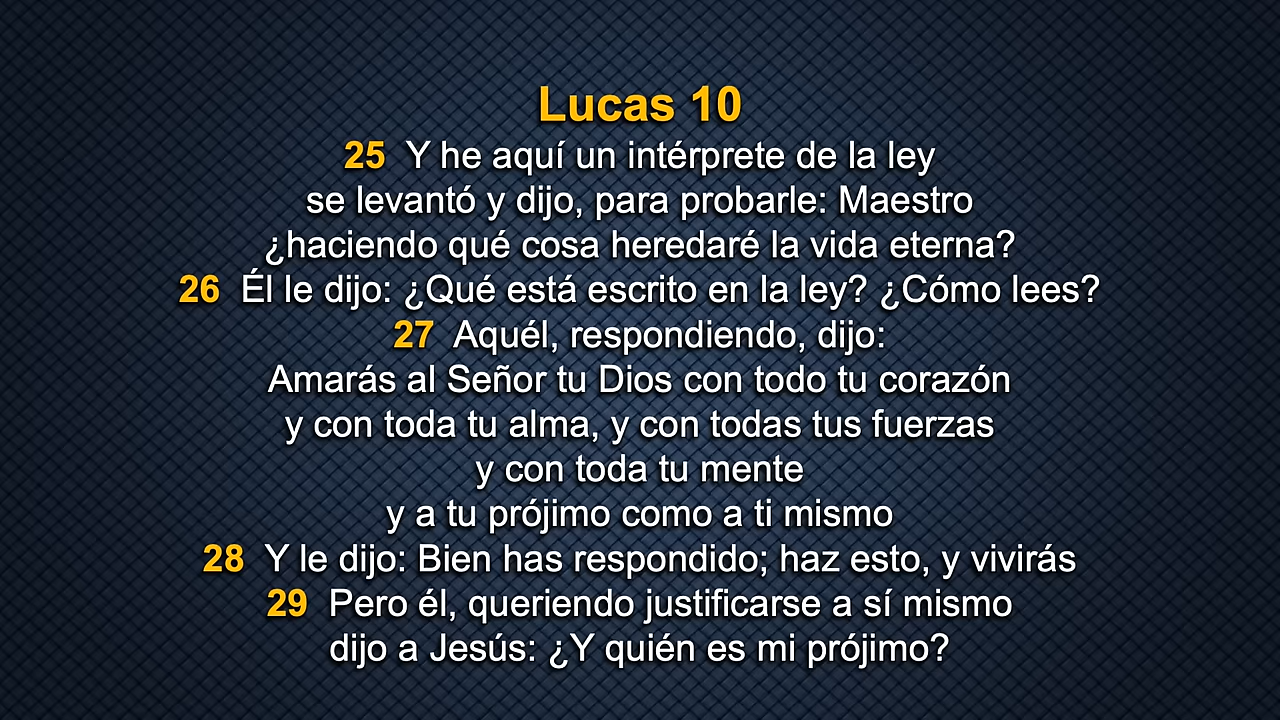 Lucas 10
25 Y he aquí un intérprete de la ley
se levantó y dijo, para probarle: Maestro
¿haciendo qué cosa heredaré la vida eterna?
26 Él le dijo: ¿Qué está escrito en la ley? ¿Cómo lees?
27 Aquél, respondiendo, dijo:
Amarás al Señor tu Dios con todo tu corazón
y con toda tu alma, y con todas tus fuerzas
y con toda tu mente
y a tu prójimo como a ti mismo
28 Y le dijo: Bien has respondido; haz esto, y vivirás
29 Pero él, queriendo justificarse a sí mismo
dijo a Jesús: ¿Y quién es mi prójimo?